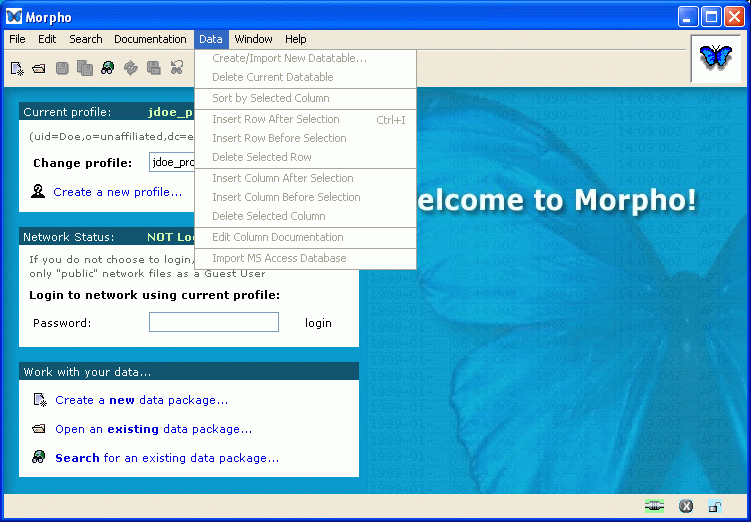 Morpho
File Edit Search Documentation Data Window Help
Create/Import New Datatable...
Delete Current Datatable
Sort by Selected Column
Insert Row After Selection Ctrl+I
Insert Row Before Selection
Delete Selected Row
Insert Column After Selection
Insert Column Before Selection
Delete Selected Column
Edit Column Documentation
Import MS Access Database
Current profile: jdoe_p
(uid=Doe,o=unaffiliated,dc=e
Change profile: jdoe_pro
Create a new profile...
elcome to Morpho!
Network Status: NOT Lo
If you do not choose to login,
only "public" network files as a Guest User
Login to network using current profile:
Password: login
Work with your data...
Create a new data package...
Open an existing data package...
Search for an existing data package...